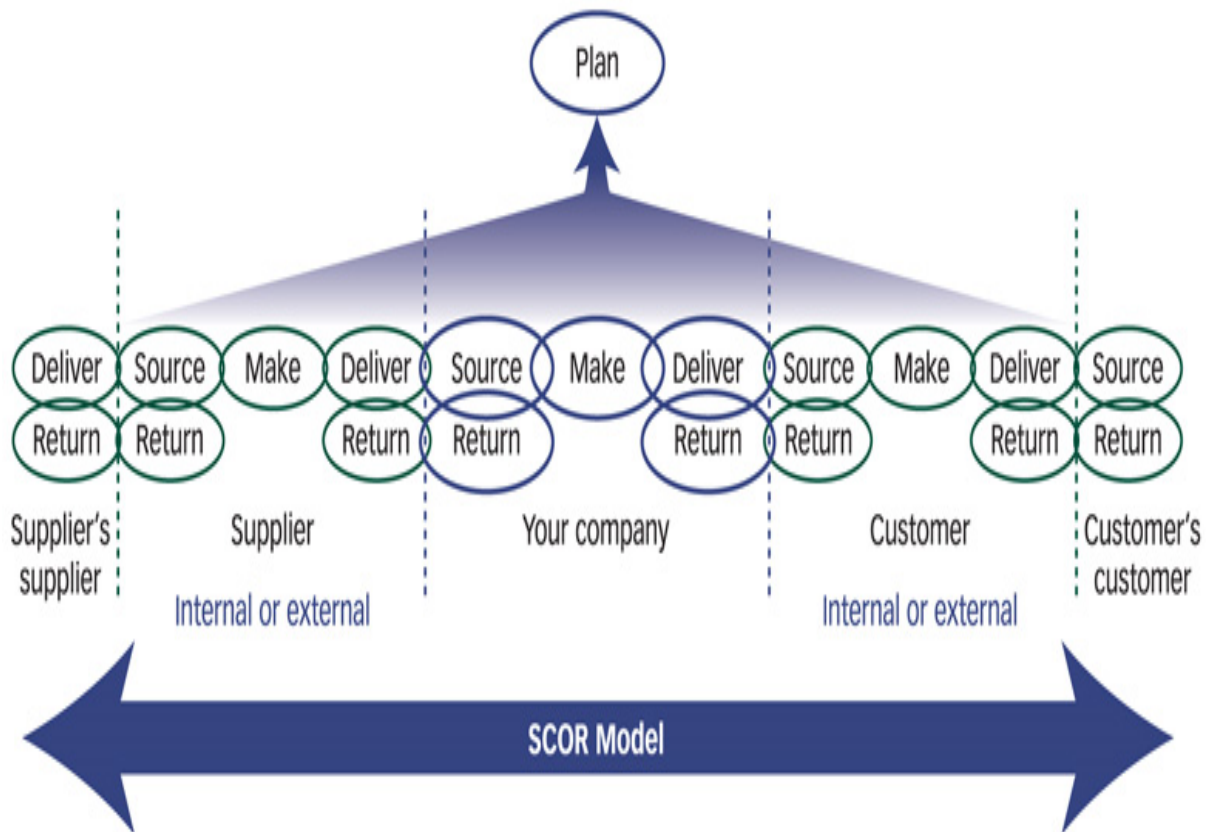 Plan
Deliver Source Make Deliver Source Make Deliver Source Make Deliver Source
Return Return Return Return Return Return Return Return
Supplier's supplier
Supplier
Your company
Customer
Customer's customer
Internal or external
Internal or external
SCOR Model